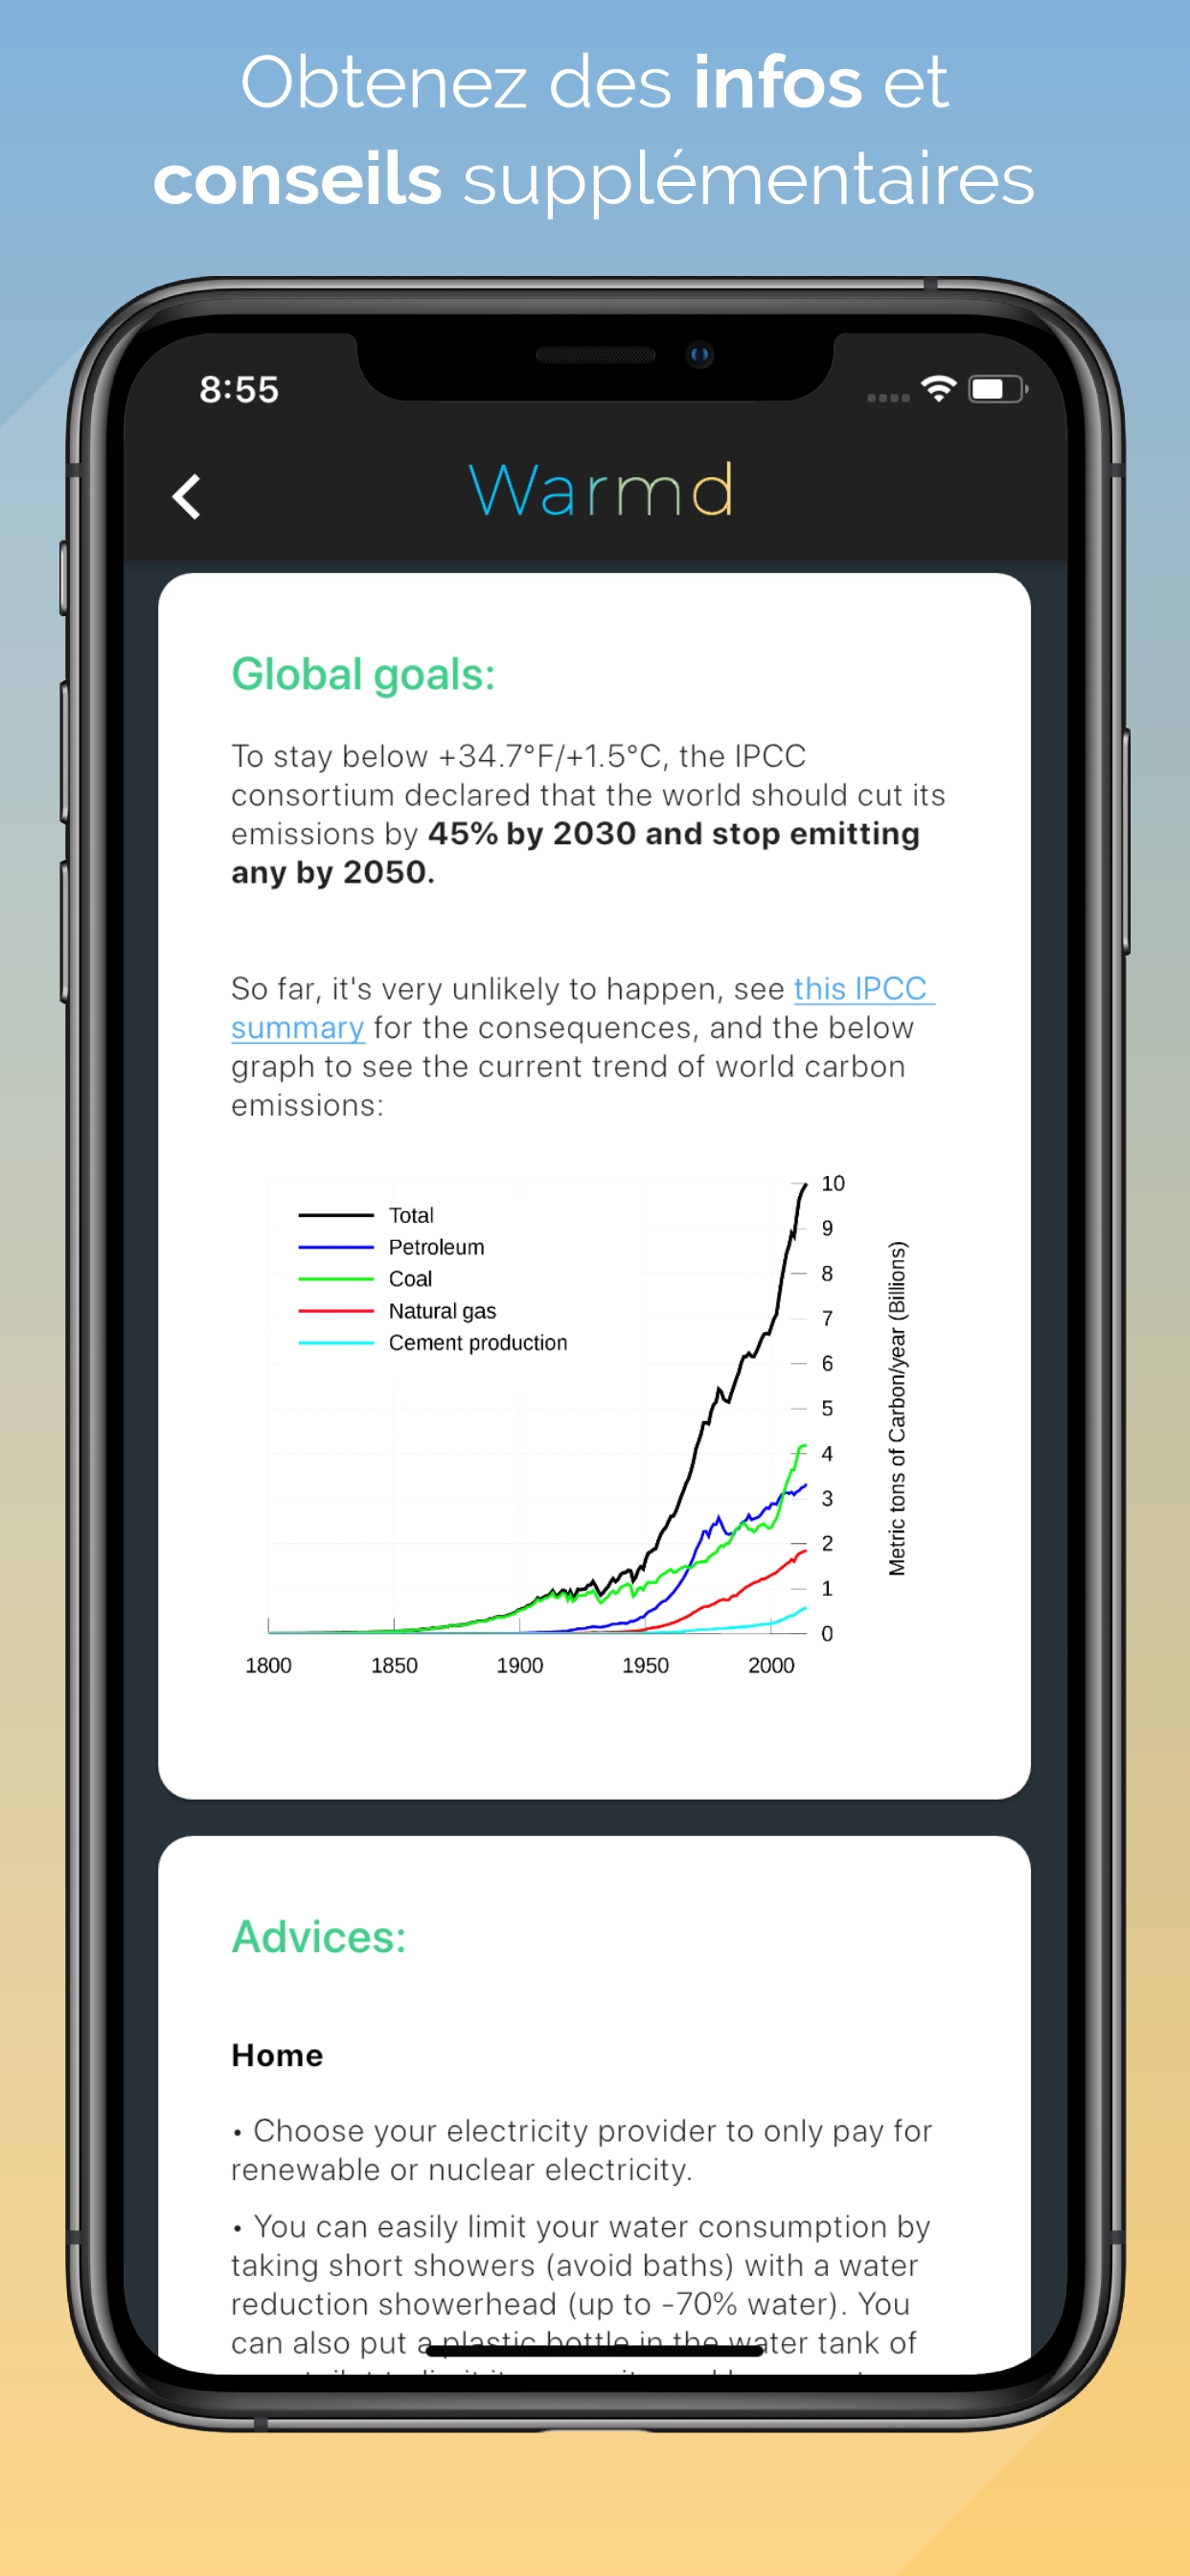 Obtenez des infos et
conseils supplémentaires
8:55
Warmd
Global goals:
To stay below +34.7°F/+1.5°C, the IPCC
consortium declared that the world should cut its
emissions by 45% by 2030 and stop emitting
any by 2050.
So far, it's very unlikely to happen, see this IPCC
summary for the consequences, and the below
graph to see the current trend of world carbon
emissions:
Total
Petroleum
Coal
Natural gas
Cement production
10
9
8
7
6
5
4
3
2
1
0
Metric tons of Carbon/year (Billions)
1800 1850 1900 1950 2000
Advices:
Home
• Choose your electricity provider to only pay for
renewable or nuclear electricity.
• You can easily limit your water consumption by
taking short showers (avoid baths) with a water
reduction showerhead (up to -70% water). You
can also put a plastic bottle in the water tank of